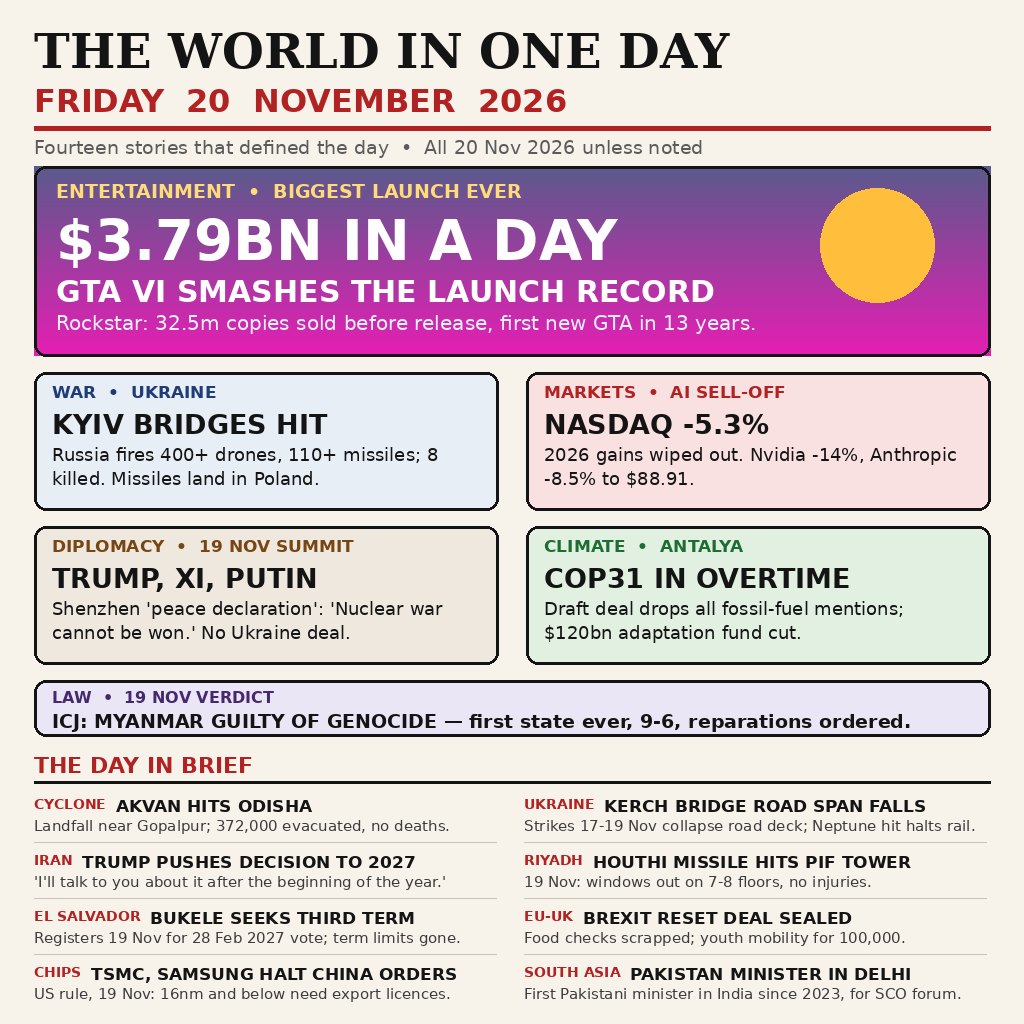 THE WORLD IN ONE DAY
FRIDAY 20 NOVEMBER 2026
Fourteen stories that defined the day • All 20 Nov 2026 unless noted
ENTERTAINMENT • BIGGEST LAUNCH EVER
$3.79BN IN A DAY
GTA VI SMASHES THE LAUNCH RECORD
Rockstar: 32.5m copies sold before release, first new GTA in 13 years.
WAR • UKRAINE
KYIV BRIDGES HIT
Russia fires 400+ drones, 110+ missiles; 8
killed. Missiles land in Poland.
MARKETS • AI SELL-OFF
NASDAQ -5.3%
2026 gains wiped out. Nvidia -14%, Anthropic
-8.5% to $88.91.
DIPLOMACY • 19 NOV SUMMIT
TRUMP, XI, PUTIN
Shenzhen 'peace declaration': 'Nuclear war
cannot be won.' No Ukraine deal.
CLIMATE • ANTALYA
COP31 IN OVERTIME
Draft deal drops all fossil-fuel mentions;
$120bn adaptation fund cut.
LAW • 19 NOV VERDICT
ICJ: MYANMAR GUILTY OF GENOCIDE — first state ever, 9-6, reparations ordered.
THE DAY IN BRIEF
CYCLONE AKVAN HITS ODISHA
Landfall near Gopalpur; 372,000 evacuated, no deaths.
UKRAINE KERCH BRIDGE ROAD SPAN FALLS
Strikes 17-19 Nov collapse road deck; Neptune hit halts rail.
IRAN TRUMP PUSHES DECISION TO 2027
'I'll talk to you about it after the beginning of the year.'
RIYADH HOUTHI MISSILE HITS PIF TOWER
19 Nov: windows out on 7-8 floors, no injuries.
EL SALVADOR BUKELE SEEKS THIRD TERM
Registers 19 Nov for 28 Feb 2027 vote; term limits gone.
EU-UK BREXIT RESET DEAL SEALED
Food checks scrapped; youth mobility for 100,000.
CHIPS TSMC, SAMSUNG HALT CHINA ORDERS
US rule, 19 Nov: 16nm and below need export licences.
SOUTH ASIA PAKISTAN MINISTER IN DELHI
First Pakistani minister in India since 2023, for SCO forum.